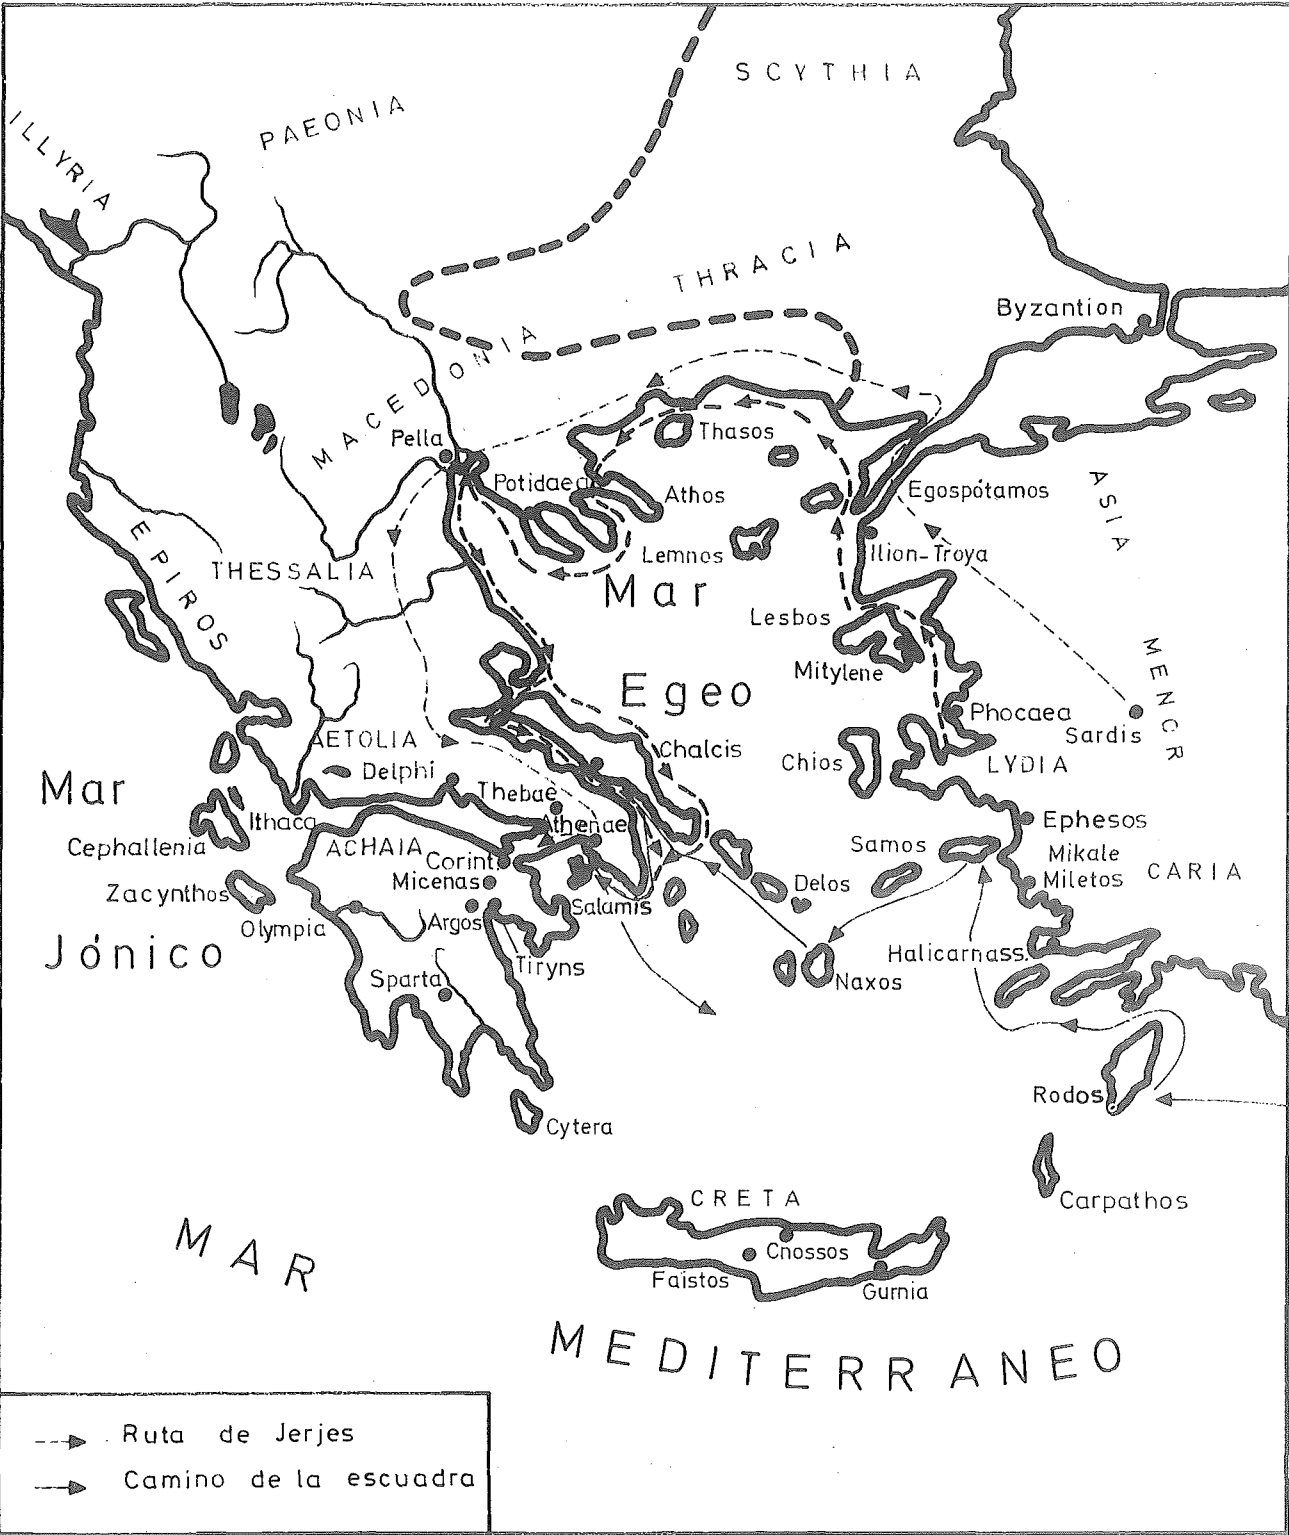 SCYTHIA
PAEONIA
ILLYRIA
THRACIA
Byzantion
MACEDONIA
Pella
Thasos
Potidaea
Athos
Egospótamos
ASIA
MENCR
Lemnos
Ilion-Troya
EPIROS
THESSALIA
Mar
Egeo
Lesbos
Mitylene
Phocaea
Sardis
LYDIA
Chios
Chalcis
AETOLIA
Delphi
Thebae
Athenae
Mar
Jónico
Ithaca
Cephallenia
ACHAIA
Corint.
Micenas
Zacynthos
Olympia
Argos
Salamis
Tiryns
Sparta
Samos
Ephesos
Mikale
Miletos
CARIA
Delos
Naxos
Halicarnass.
Rodos
Cytera
Carpathos
CRETA
Cnossos
Faistos
Gurnia
MAR
MEDITERRANEO
Ruta de Jerjes
Camino de la escuadra